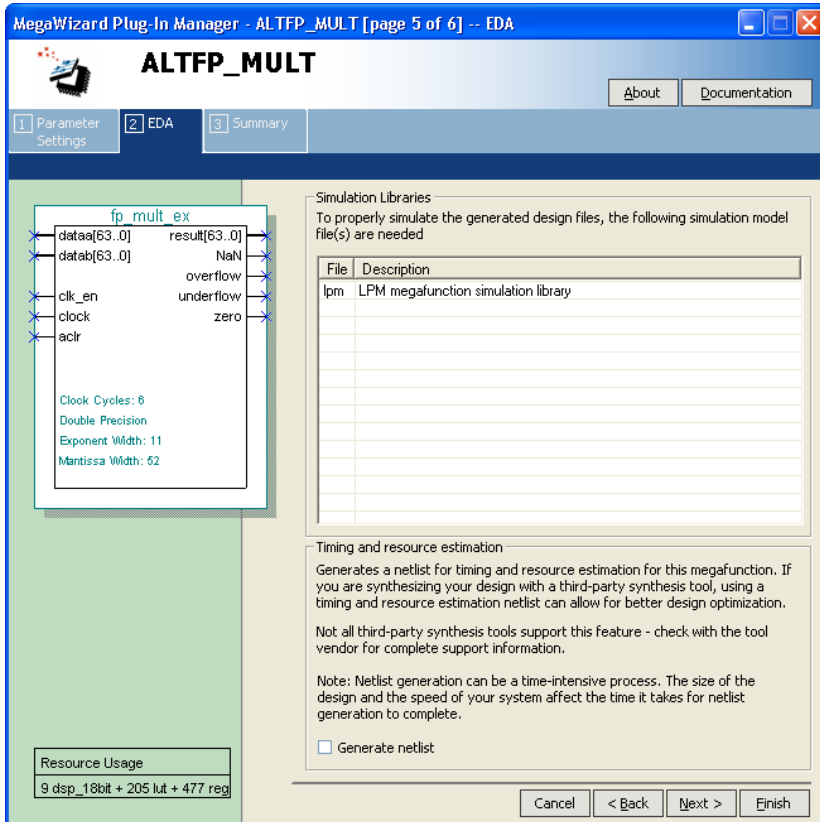 MegaWizard Plug-In Manager - ALTFP_MULT [page 5 of 6] -- EDA
ALTFP_MULT
About
Documentation
1 Parameter Settings
2 EDA
3 Summary
fp_mult_ex
dataa[63..0] result[63..0]
datab[63..0] NaN
overflow
clk_en underflow
clock zero
aclr
Clock Cycles: 6
Double Precision
Exponent Width: 11
Mantissa Width: 52
Resource Usage
9 dsp_18bit + 205 lut + 477 reg
Simulation Libraries
To properly simulate the generated design files, the following simulation model
file(s) are needed
File Description
lpm LPM megafunction simulation library
Timing and resource estimation
Generates a netlist for timing and resource estimation for this megafunction. If
you are synthesizing your design with a third-party synthesis tool, using a
timing and resource estimation netlist can allow for better design optimization.
Not all third-party synthesis tools support this feature - check with the tool
vendor for complete support information.
Note: Netlist generation can be a time-intensive process. The size of the
design and the speed of your system affect the time it takes for netlist
generation to complete.
Generate netlist
Cancel
< Back
Next >
Finish